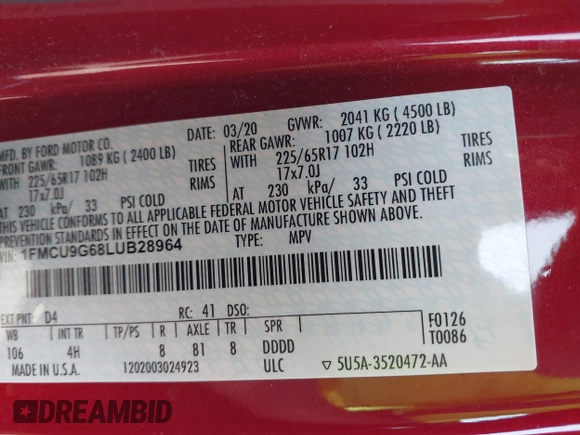 MFD. BY FORD MOTOR CO.
DATE: 03/20 GVWR: 2041 KG ( 4500 LB)
FRONT GAWR: 1089 KG ( 2400 LB)
REAR GAWR: 1007 KG ( 2220 LB)
WITH 225/65R17 102H TIRES
225/65R17 102H TIRES
17x7.0J RIMS
17x7.0J RIMS
AT 230 kPa/ 33 PSI COLD
AT 230 kPa/ 33 PSI COLD
THIS VEHICLE CONFORMS TO ALL APPLICABLE FEDERAL MOTOR VEHICLE SAFETY AND THEFT
PREVENTION STANDARDS IN EFFECT ON THE DATE OF MANUFACTURE SHOWN ABOVE.
VIN: 1FMCU9G68LUB28964 TYPE: MPV
EXT PNT: D4 RC: 41 DSO:
WB INT TR TP/PS R AXLE TR SPR
106 4H 8 81 8 DDDD
F0126
T0086
MADE IN U.S.A. 1202003024923 ULC ▽ 5U5A-3520472-AA
DREAMBID